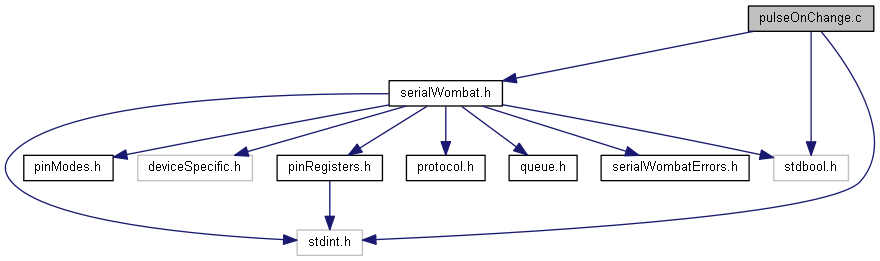 pulseOnChange.c
serialWombat.h
pinModes.h
deviceSpecific.h
pinRegisters.h
protocol.h
queue.h
serialWombatErrors.h
stdbool.h
stdint.h